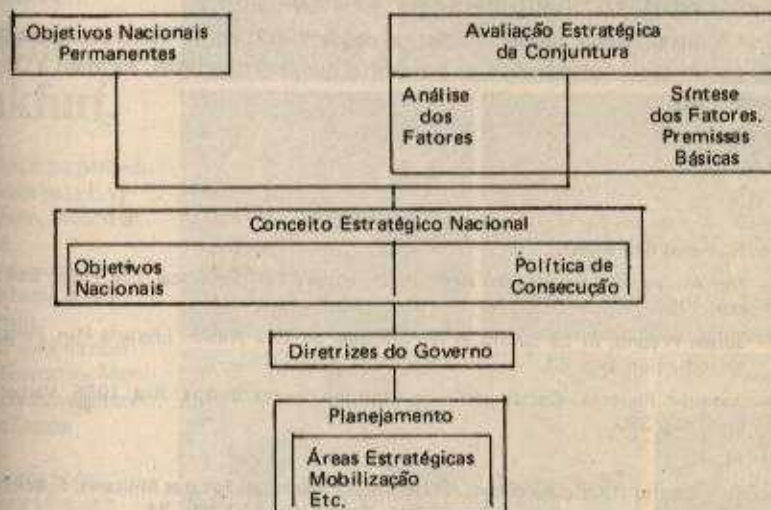 Objetivos Nacionais
Permanentes
Avaliação Estratégica
da Conjuntura
Análise
dos
Fatores
Síntese
dos Fatores,
Premissas
Básicas
Conceito Estratégico Nacional
Objetivos
Nacionais
Política de
Consecução
Diretrizes do Governo
Planejamento
Áreas Estratégicas
Mobilização
Etc.